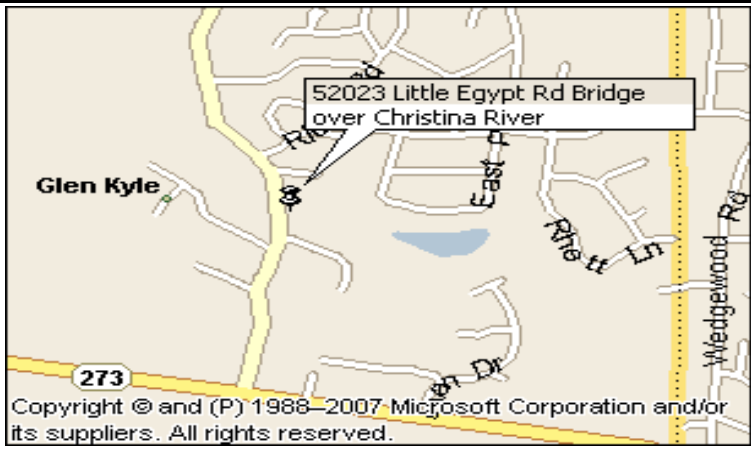 52023 Little Egypt Rd Bridge
over Christina River
Glen Kyle
Rhett Ln
Wedgewood Rd
Dr
273
Copyright © and (P) 1988–2007 Microsoft Corporation and/or
its suppliers. All rights reserved.